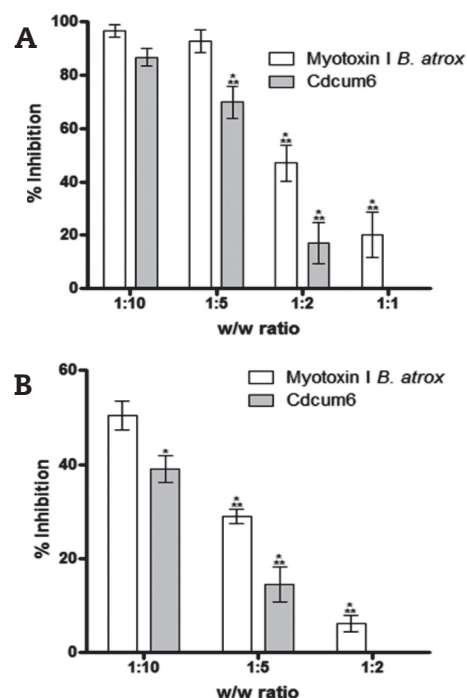 A
100
80
60
40
20
0
% Inhibition
Myotoxin I B. atrox
Cdcum6
*
**
*
**
*
**
*
**
1:10 1:5 1:2 1:1
w/w ratio
B
60
40
20
0
% Inhibition
Myotoxin I B. atrox
Cdcum6
*
*
**
*
**
*
**
1:10 1:5 1:2
w/w ratio